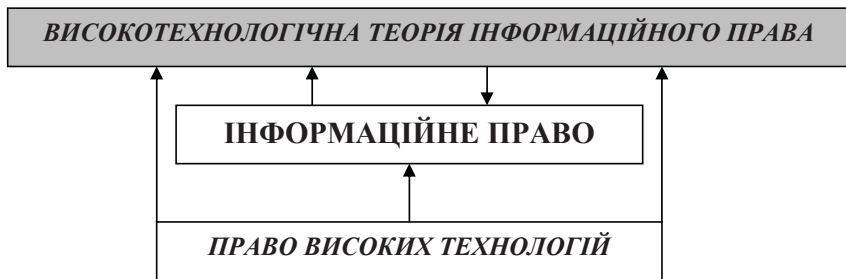 ВИСОКОТЕХНОЛОГІЧНА ТЕОРІЯ ІНФОРМАЦІЙНОГО ПРАВА
ІНФОРМАЦІЙНЕ ПРАВО
ПРАВО ВИСОКИХ ТЕХНОЛОГІЙ